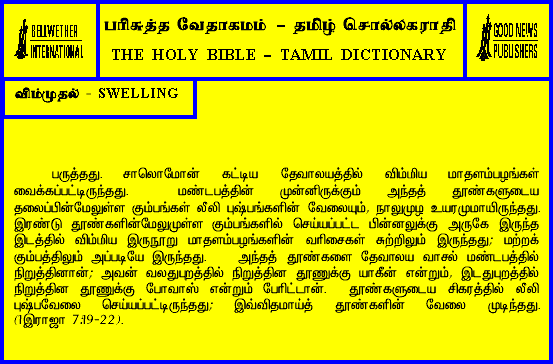 BELLWETHER
INTERNATIONAL
பரிசுத்த வேதாகமம் – தமிழ் சொல்லகராதி
THE HOLY BIBLE – TAMIL DICTIONARY
GOOD NEWS
PUBLISHERS
விம்முதல் - SWELLING
பருத்தது. சாலொமோன் கட்டிய தேவாலயத்தில் விம்மிய மாதளம்பழங்கள்
வைக்கப்பட்டிருந்தது. மண்டபத்தின் முன்னிருக்கும் அந்தத் தூண்களுடைய
தலைப்பின்மேலுள்ள கும்பங்கள் லீலி புஷ்பங்களின் வேலையும், நாலுமுழ உயரமுமாயிருந்தது.
இரண்டு தூண்களின்மேலுமுள்ள கும்பங்களில் செய்யப்பட்ட பின்னலுக்கு அருகே இருந்த
இடத்தில் விம்மிய இருநூறு மாதளம்பழங்களின் வரிசைகள் சுற்றிலும் இருந்தது; மற்றக்
கும்பத்திலும் அப்படியே இருந்தது. அந்தத் தூண்களை தேவாலய வாசல் மண்டபத்தில்
நிறுத்தினான்; அவன் வலதுபுறத்தில் நிறுத்தின தூணுக்கு யாகீன் என்றும், இடதுபுறத்தில்
நிறுத்தின தூணுக்கு போவாஸ் என்றும் பேரிட்டான். தூண்களுடைய சிகரத்தில் லீலி
புஷ்பவேலை செய்யப்பட்டிருந்தது; இவ்விதமாய்த் தூண்களின் வேலை முடிந்தது.
(1இராஜா 7:19-22).